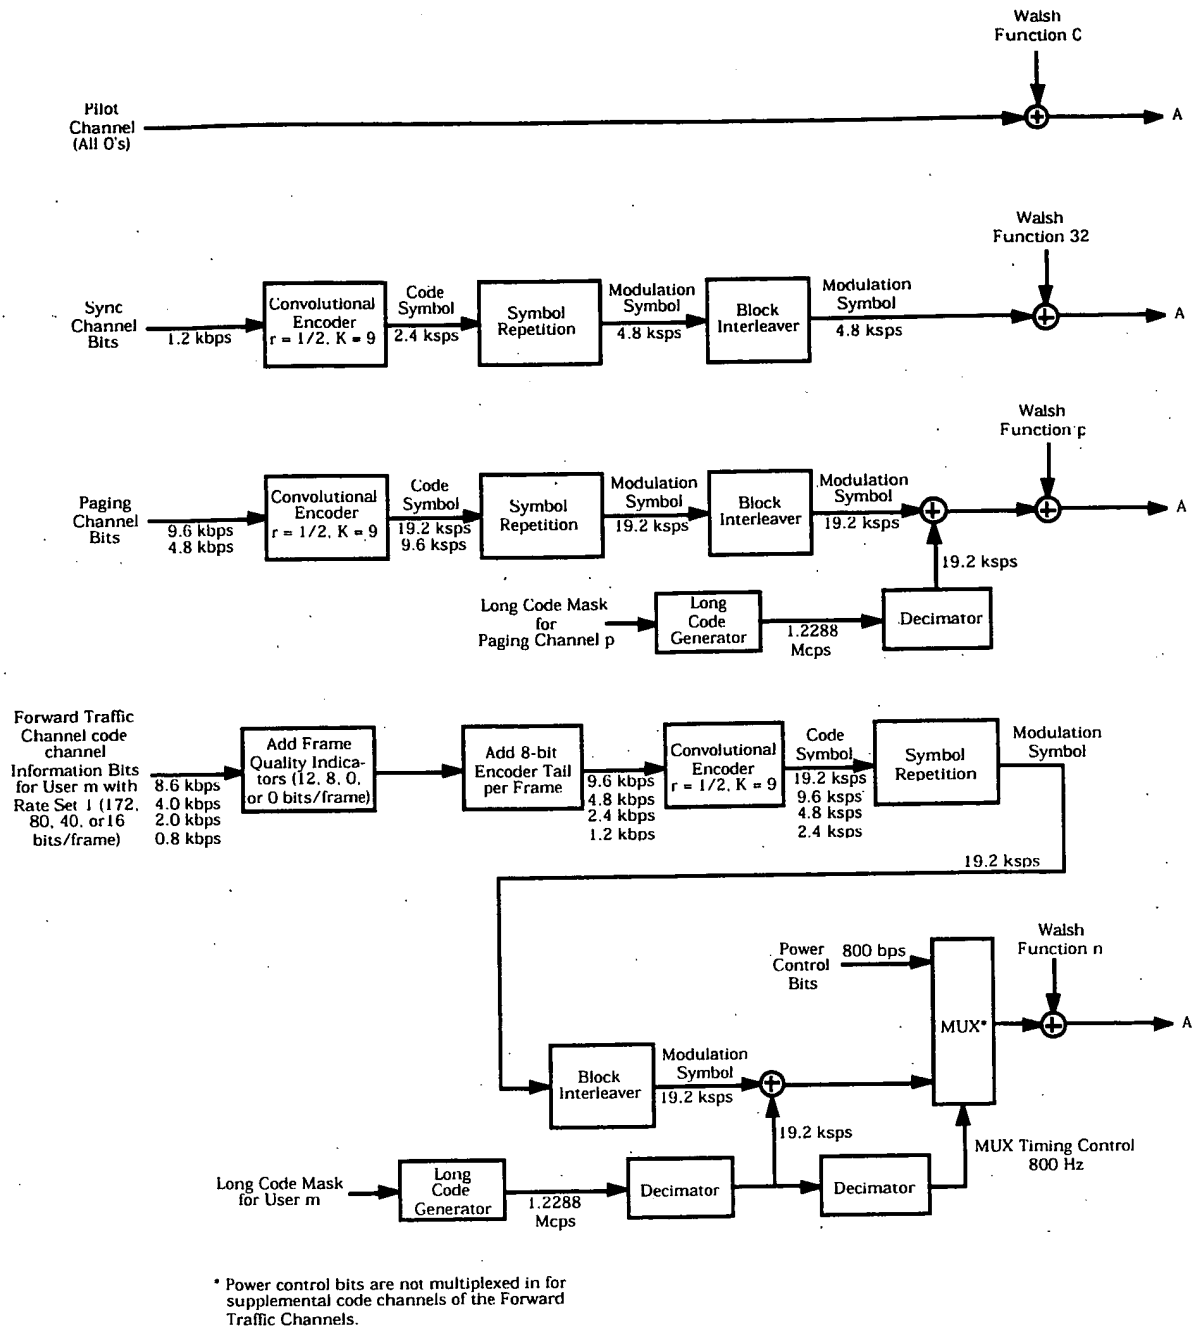 Walsh
Function C
Pilot
Channel
(All 0's)
A
Walsh
Function 32
Sync
Channel
Bits
1.2 kbps
Convolutional
Encoder
r = 1/2, K = 9
Code
Symbol
2.4 ksps
Symbol
Repetition
Modulation
Symbol
4.8 ksps
Block
Interleaver
Modulation
Symbol
4.8 ksps
A
Walsh
Function p
Paging
Channel
Bits
9.6 kbps
4.8 kbps
Convolutional
Encoder
r = 1/2, K = 9
Code
Symbol
19.2 ksps
9.6 ksps
Symbol
Repetition
Modulation
Symbol
19.2 ksps
Block
Interleaver
Modulation
Symbol
19.2 ksps
A
19.2 ksps
Long Code Mask
for
Paging Channel p
Long
Code
Generator
1.2288
Mcps
Decimator
Forward Traffic
Channel code
channel
Information Bits
for User m with
Rate Set 1 (172,
80, 40, or 16
bits/frame)
8.6 kbps
4.0 kbps
2.0 kbps
0.8 kbps
Add Frame
Quality Indica-
tors (12, 8, 0,
or 0 bits/frame)
Add 8-bit
Encoder Tail
per Frame
9.6 kbps
4.8 kbps
2.4 kbps
1.2 kbps
Convolutional
Encoder
r = 1/2, K = 9
Code
Symbol
19.2 ksps
9.6 ksps
4.8 ksps
2.4 ksps
Symbol
Repetition
Modulation
Symbol
19.2 ksps
Power
Control
Bits
800 bps
MUX*
Walsh
Function n
A
Block
Interleaver
Modulation
Symbol
19.2 ksps
19.2 ksps
MUX Timing Control
800 Hz
Long Code Mask
for User m
Long
Code
Generator
1.2288
Mcps
Decimator
Decimator
* Power control bits are not multiplexed in for
supplemental code channels of the Forward
Traffic Channels.